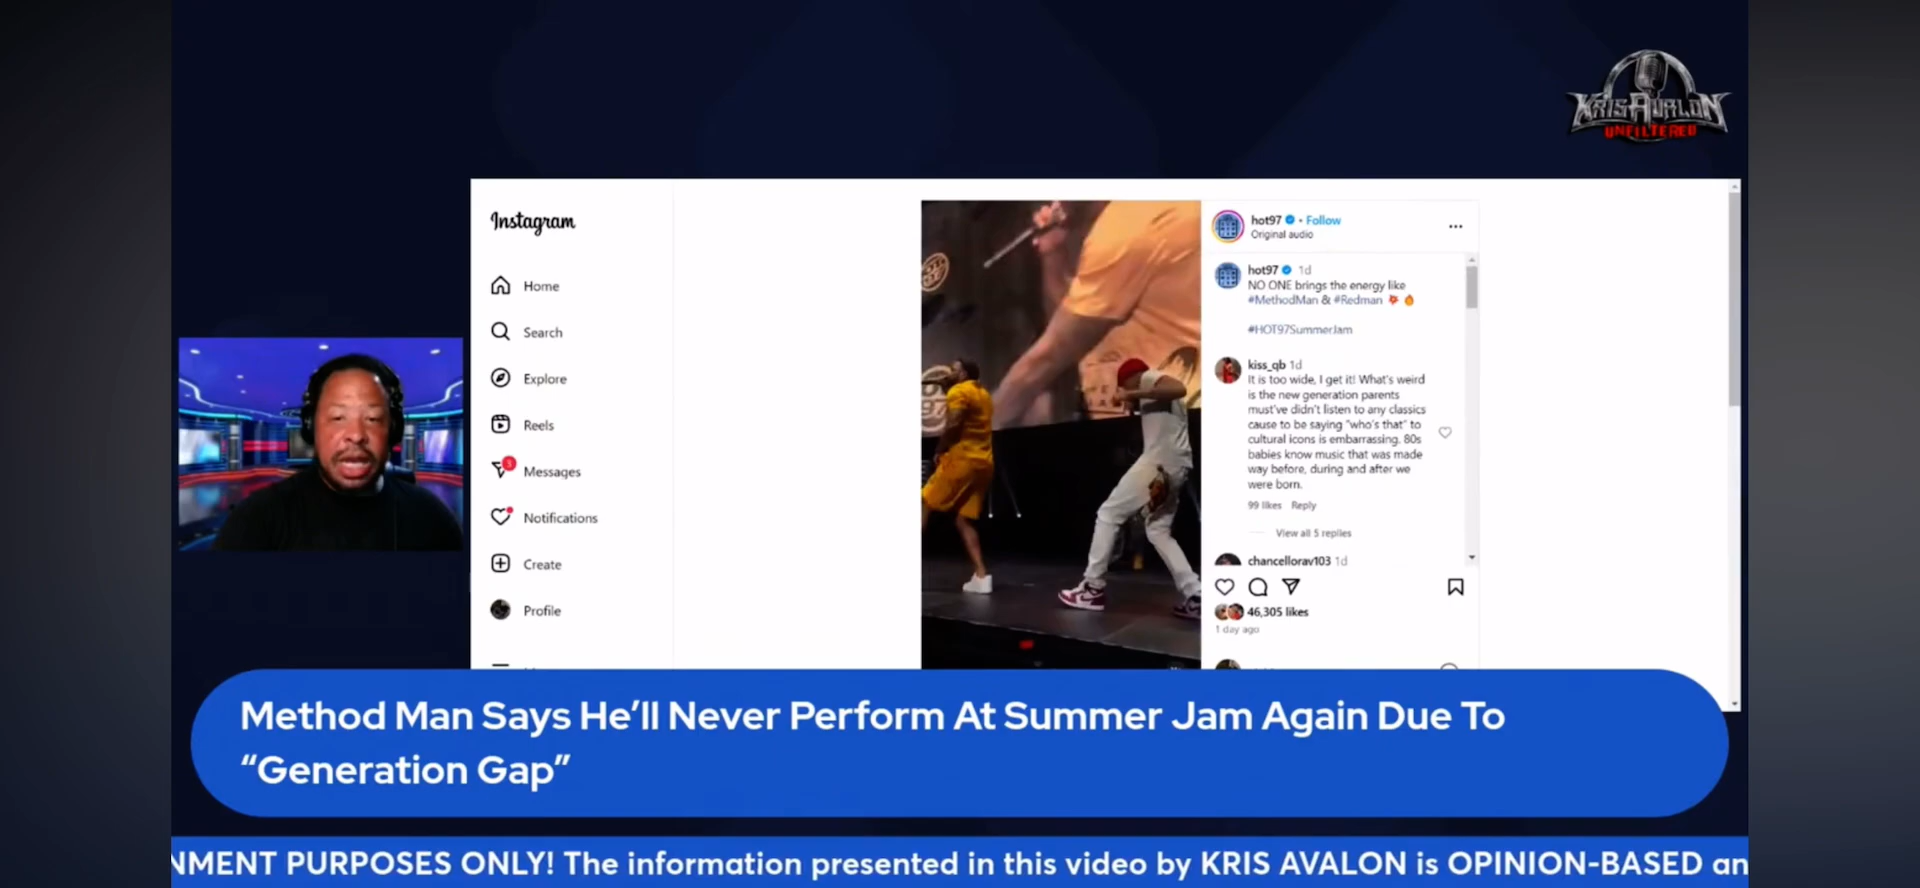 KRIS AVALON
UNFILTERED
Instagram
Home
Search
Explore
Reels
3
Messages
Notifications
Create
Profile
hot97 • Follow
Original audio
hot97 1d
NO ONE brings the energy like
#MethodMan & #Redman
#HOT97SummerJam
kiss_qb 1d
It is too wide, I get it! What's weird
is the new generation parents
must've didn't listen to any classics
cause to be saying "who's that" to
cultural icons is embarrassing. 80s
babies know music that was made
way before, during and after we
were born.
99 likes Reply
View all 5 replies
chancellorav103 1d
46,305 likes
1 day ago
Method Man Says He'll Never Perform At Summer Jam Again Due To
“Generation Gap”
NMENT PURPOSES ONLY! The information presented in this video by KRIS AVALON is OPINION-BASED an